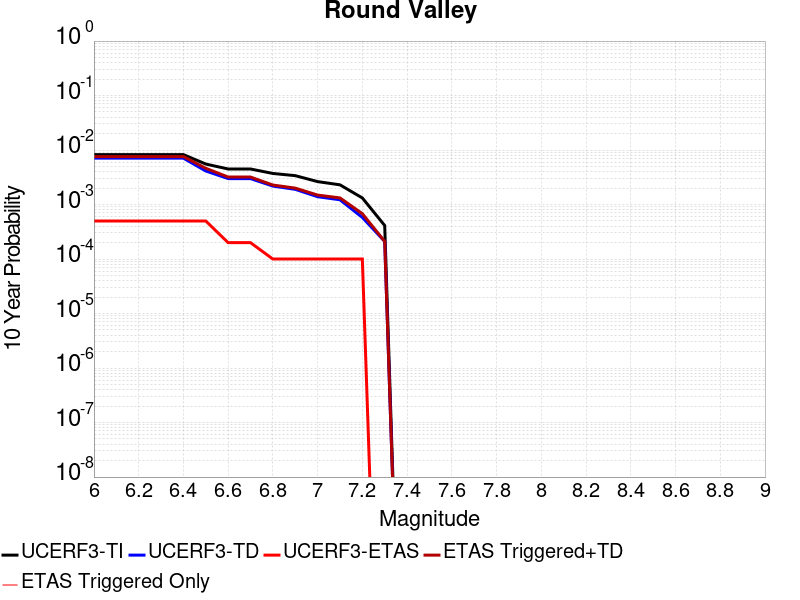 Round Valley
10 0
10 -1
10 -2
10 -3
10 -4
10 -5
10 -6
10 -7
10 -8
10 Year Probability
6 6.2 6.4 6.6 6.8 7 7.2 7.4 7.6 7.8 8 8.2 8.4 8.6 8.8 9
Magnitude
UCERF3-TI UCERF3-TD UCERF3-ETAS ETAS Triggered+TD
ETAS Triggered Only